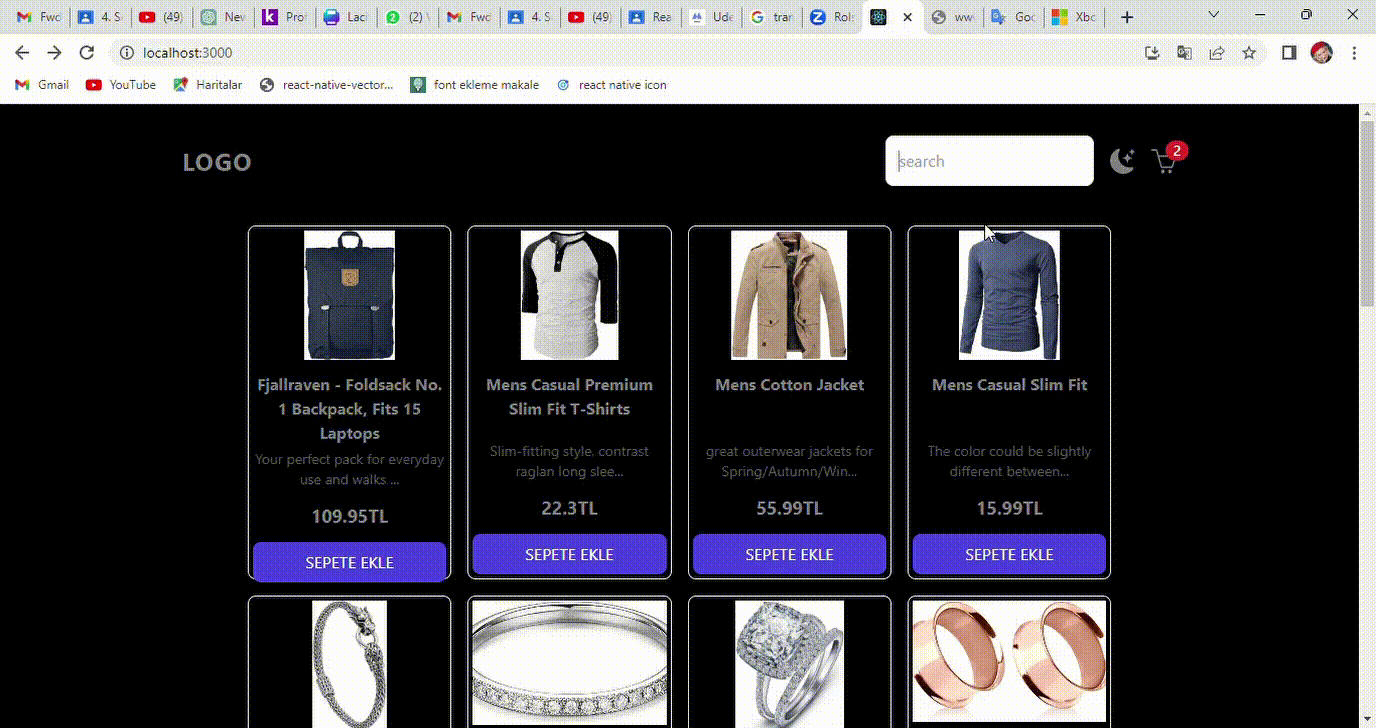 Fwd
4. S
(49)
New
Pro
Lac
(2)
Fwd
4. S
(49)
Rea
Ude
tran
Rols
ww
Goo
Xbo
localhost:3000
Gmail
YouTube
Haritalar
react-native-vector...
font ekleme makale
react native icon
LOGO
search
2
Fjallraven - Foldsack No.
1 Backpack, Fits 15
Laptops
Your perfect pack for everyday
use and walks ...
109.95TL
SEPETE EKLE
Mens Casual Premium
Slim Fit T-Shirts
Slim-fitting style, contrast
raglan long slee...
22.3TL
SEPETE EKLE
Mens Cotton Jacket
great outerwear jackets for
Spring/Autumn/Win...
55.99TL
SEPETE EKLE
Mens Casual Slim Fit
The color could be slightly
different between...
15.99TL
SEPETE EKLE